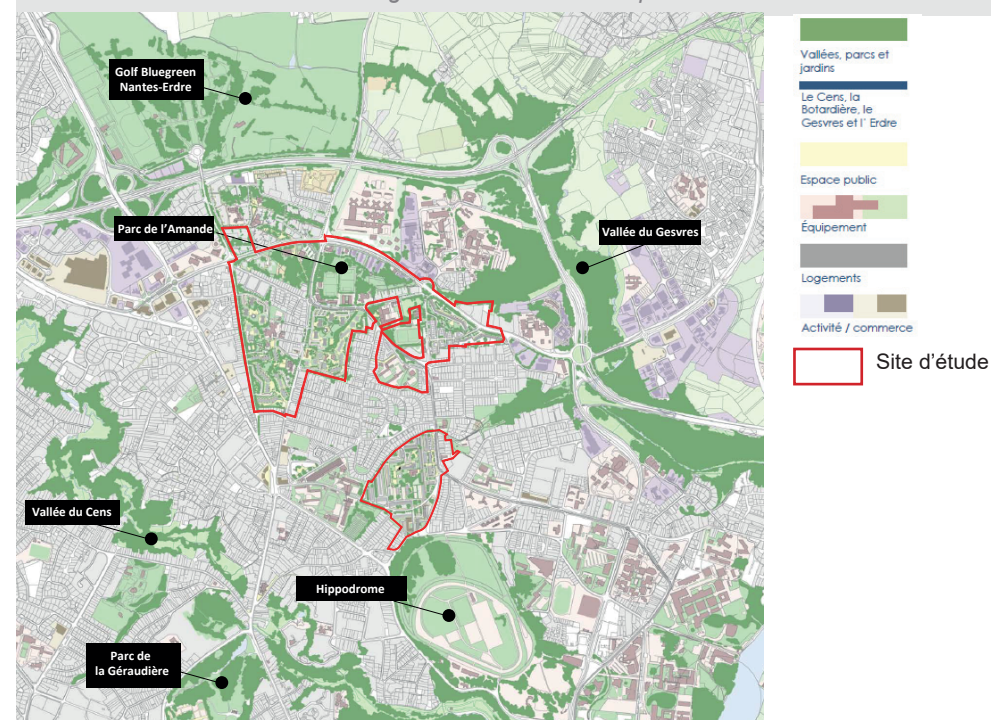 Golf Bluegreen
Nantes-Erdre
Parc de l'Amande
Vallée du Gesvres
Vallée du Cens
Hippodrome
Parc de
la Géraudière
Vallées, parcs et
jardins
Le Cens, la
Botardière, le
Gesvres et l' Erdre
Espace public
Équipement
Logements
Activité / commerce
Site d'étude